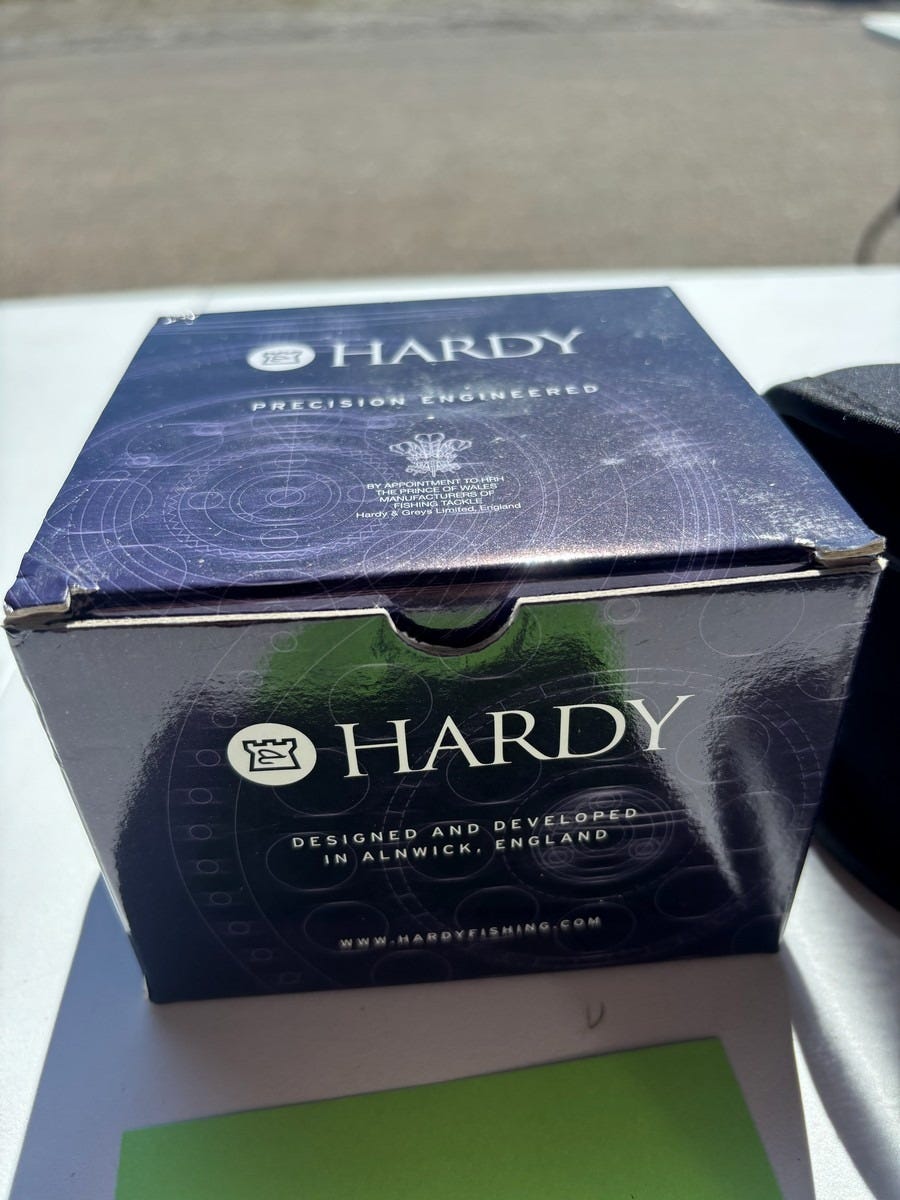 HARDY
PRECISION ENGINEERED
BY APPOINTMENT TO HRH
THE PRINCE OF WALES
MANUFACTURERS OF
FISHING TACKLE
Hardy & Greys Limited, England
HARDY
DESIGNED AND DEVELOPED
IN ALNWICK, ENGLAND
WWW.HARDYFISHING.COM